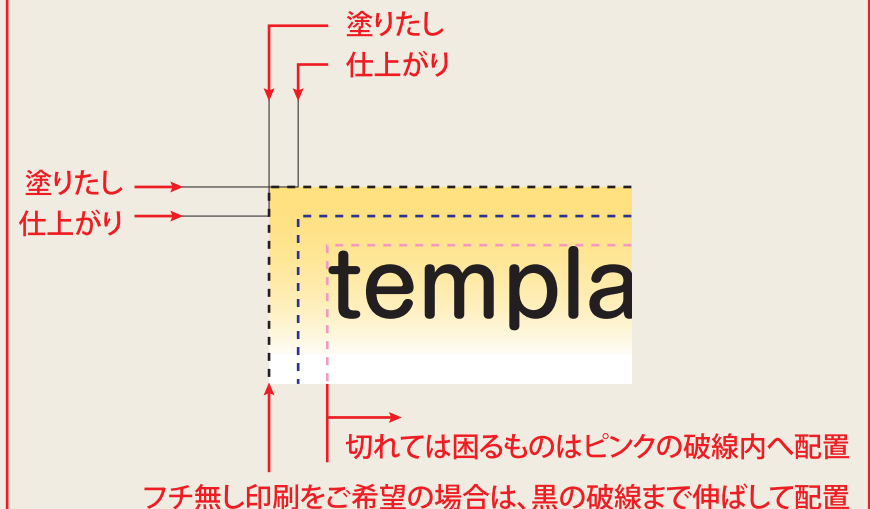 塗りたし
仕上がり
塗りたし
仕上がり
templa
切れては困るものはピンクの破線内へ配置
フチ無し印刷をご希望の場合は、黒の破線まで伸ばして配置